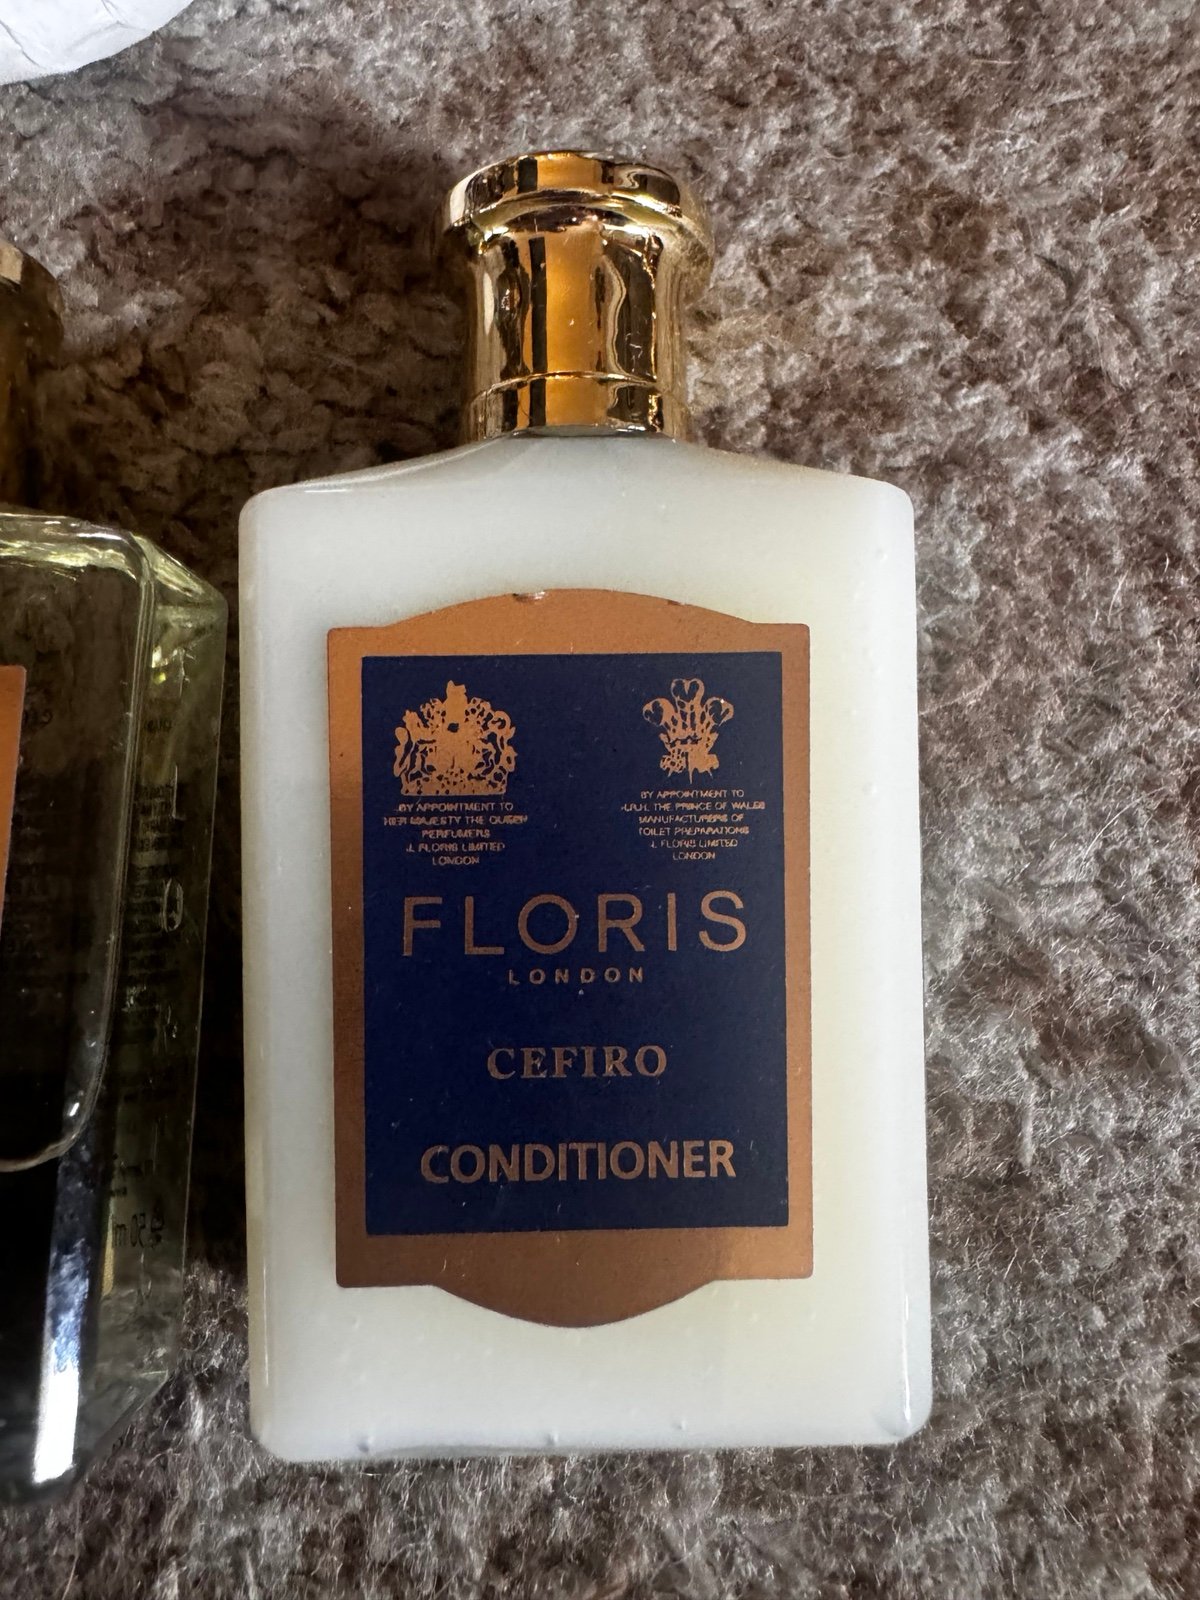 BY APPOINTMENT TO
HER MAJESTY THE QUEEN
PERFUMERS
J. FLORIS LIMITED
LONDON
BY APPOINTMENT TO
H.R.H. THE PRINCE OF WALES
MANUFACTURERS OF
TOILET PREPARATIONS
J. FLORIS LIMITED
LONDON
FLORIS
LONDON
CEFIRO
CONDITIONER